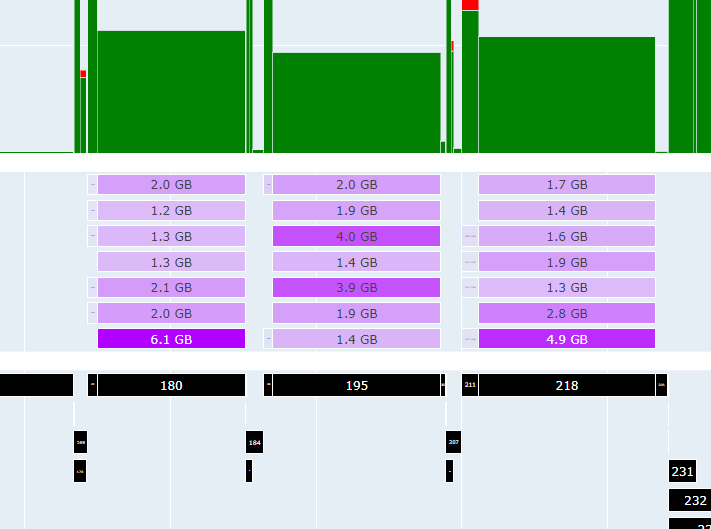 2.0 GB 2.0 GB 1.7 GB
1.2 GB 1.9 GB 1.4 GB
1.3 GB 4.0 GB 1.6 GB
1.3 GB 1.4 GB 1.9 GB
2.1 GB 3.9 GB 1.3 GB
2.0 GB 1.9 GB 2.8 GB
6.1 GB 1.4 GB 4.9 GB
180 195 211 218
184 207
231
232